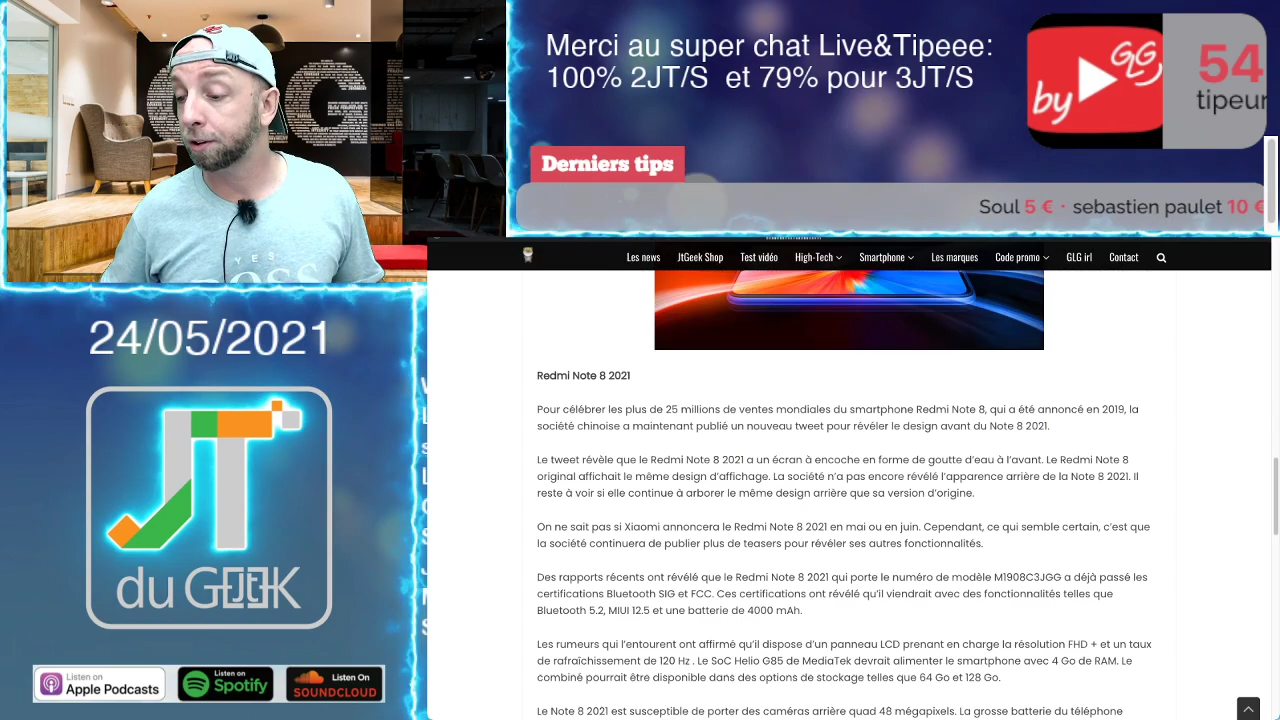 Merci au super chat Live&Tipeee:
100% 2JT/S 200% pour 3JT/S
by GG
tipeur
Derniers tips
Soul 5 € · sebastien paulet 10 €
YES
BOSS
24/05/2021
JT
du GEEK
Listen on
Apple Podcasts
Listen on
Spotify
Listen On
SOUNDCLOUD
Les news JtGeek Shop Test vidéo High-Tech Smartphone Les marques Code promo GLG irl Contact
Redmi Note 8 2021
Pour célébrer les plus de 25 millions de ventes mondiales du smartphone Redmi Note 8, qui a été annoncé en 2019, la
société chinoise a maintenant publié un nouveau tweet pour révéler le design avant du Note 8 2021.
Le tweet révèle que le Redmi Note 8 2021 a un écran à encoche en forme de goutte d'eau à l'avant. Le Redmi Note 8
original affichait le même design d'affichage. La société n'a pas encore révélé l'apparence arrière de la Note 8 2021. Il
reste à voir si elle continue à arborer le même design arrière que sa version d'origine.
On ne sait pas si Xiaomi annoncera le Redmi Note 8 2021 en mai ou en juin. Cependant, ce qui semble certain, c'est que
la société continuera de publier plus de teasers pour révéler ses autres fonctionnalités.
Des rapports récents ont révélé que le Redmi Note 8 2021 qui porte le numéro de modèle M1908C3JGG a déjà passé les
certifications Bluetooth SIG et FCC. Ces certifications ont révélé qu'il viendrait avec des fonctionnalités telles que
Bluetooth 5.2, MIUI 12.5 et une batterie de 4000 mAh.
Les rumeurs qui l'entourent ont affirmé qu'il dispose d'un panneau LCD prenant en charge la résolution FHD + et un taux
de rafraîchissement de 120 Hz . Le SoC Helio G85 de MediaTek devrait alimenter le smartphone avec 4 Go de RAM. Le
combiné pourrait être disponible dans des options de stockage telles que 64 Go et 128 Go.
Le Note 8 2021 est susceptible de porter des caméras arrière quad 48 mégapixels. La grosse batterie du téléphone